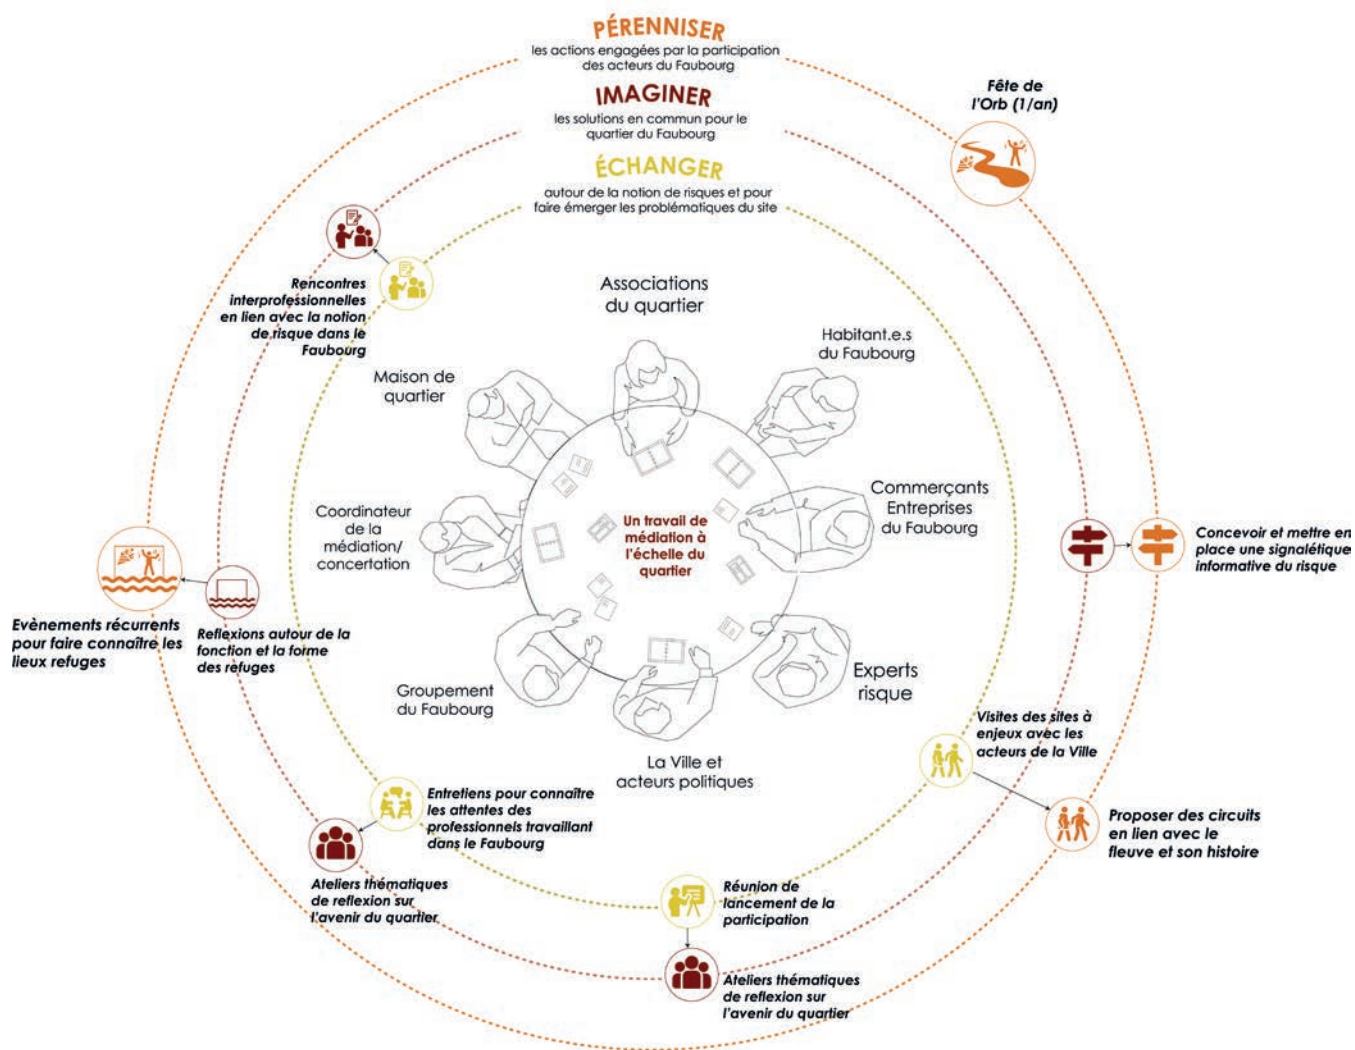 PÉRENNISER
les actions engagées par la participation
des acteurs du Faubourg
IMAGINER
les solutions en commun pour le
quartier du Faubourg
ÉCHANGER
autour de la notion de risques et pour
faire émerger les problématiques du site
Fête de
l'Orb (1/an)
Rencontres
interprofessionnelles
en lien avec la notion
de risque dans le
Faubourg
Associations
du quartier
Habitant.e.s
du Faubourg
Maison de
quartier
Commerçants
Entreprises
du Faubourg
Coordinateur
de la
médiation/
concertation
Un travail de
médiation à
l'échelle du
quartier
Concevoir et mettre en
place une signalétique
informative du risque
Evènements récurrents
pour faire connaître les
lieux refuges
Reflexions autour de la
fonction et la forme
des refuges
Groupement
du Faubourg
Experts
risque
La Ville et
acteurs politiques
Visites des sites à
enjeux avec les
acteurs de la Ville
Proposer des circuits
en lien avec le
fleuve et son histoire
Entretiens pour connaître
les attentes des
professionnels travaillant
dans le Faubourg
Ateliers thématiques
de reflexion sur
l'avenir du quartier
Réunion de
lancement de la
participation
Ateliers thématiques
de reflexion sur
l'avenir du quartier